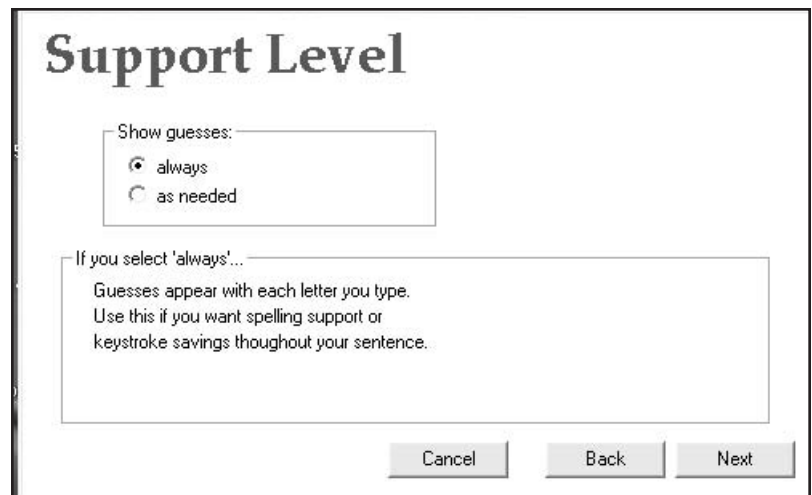 Support Level
Show guesses:
always
as needed
If you select 'always'...
Guesses appear with each letter you type.
Use this if you want spelling support or
keystroke savings thoughout your sentence.
Cancel Back Next